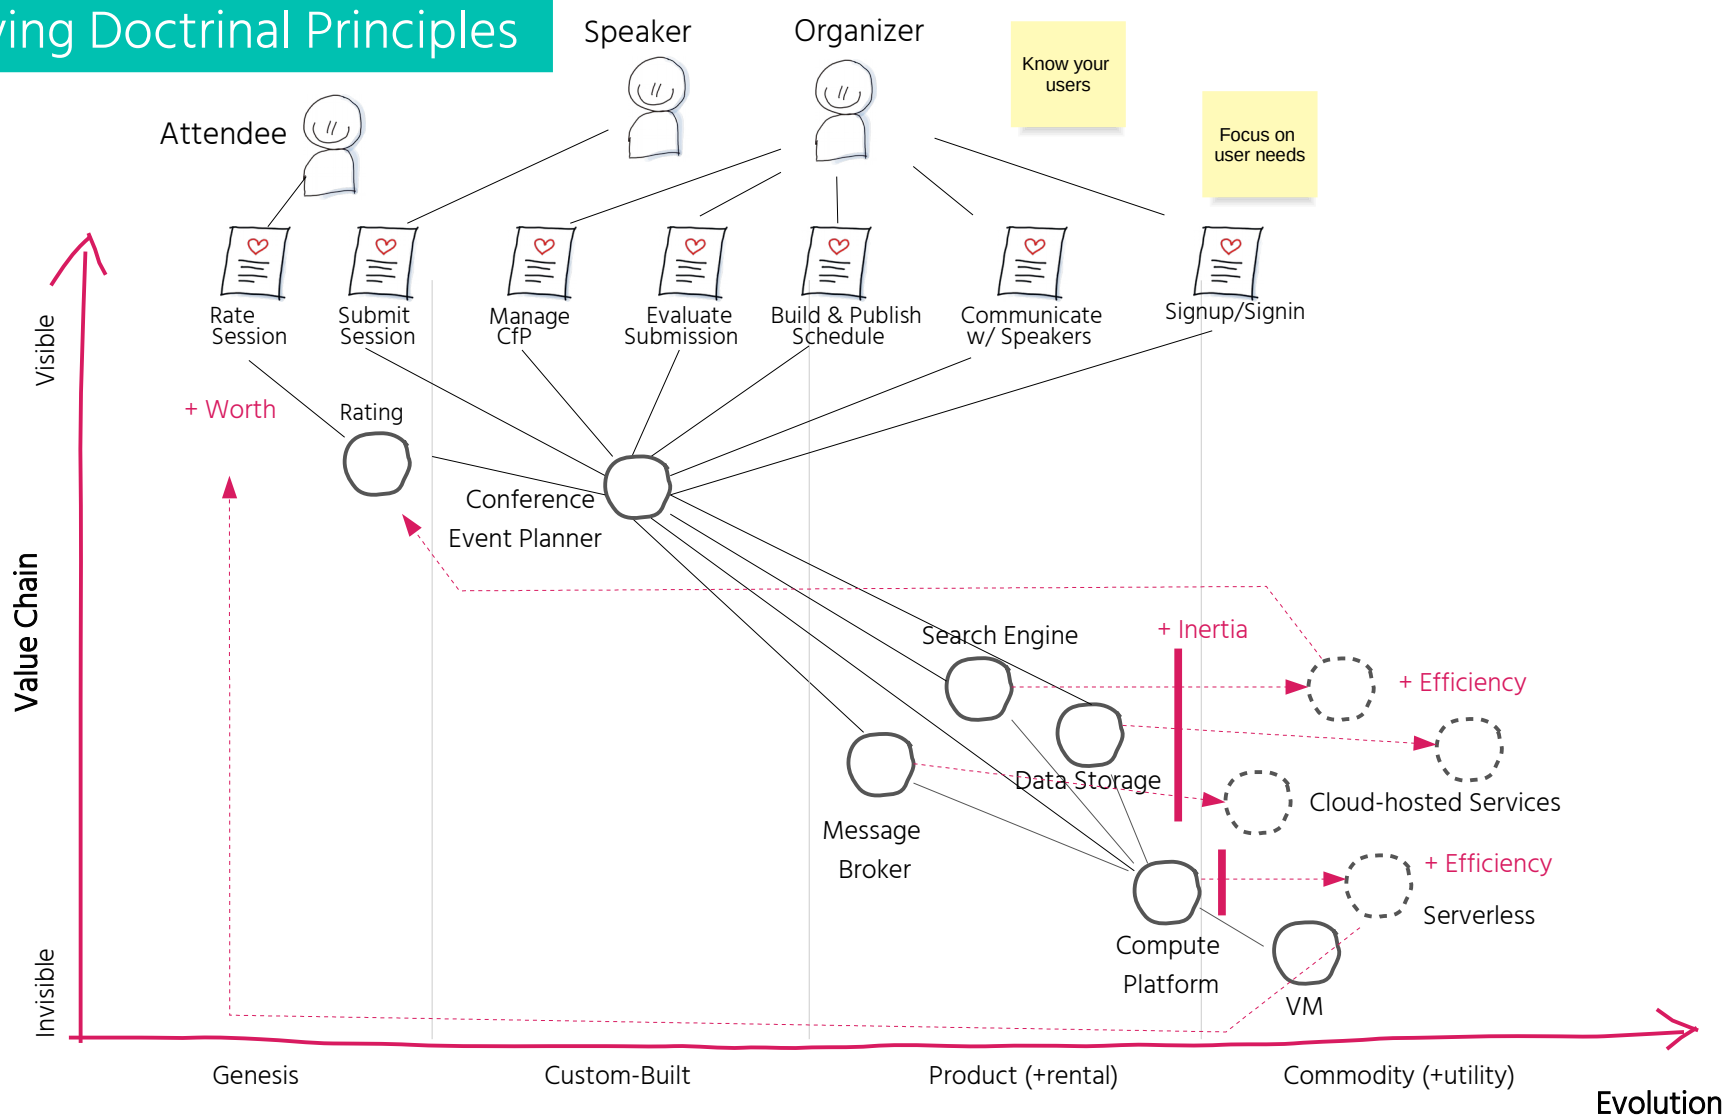 ying Doctrinal Principles
Speaker
Organizer
Know your
users
Focus on
user needs
Attendee
Rate
Session
Submit
Session
Manage
CfP
Evaluate
Submission
Build & Publish
Schedule
Communicate
w/ Speakers
Signup/Signin
Visible
+ Worth
Rating
Conference
Event Planner
Value Chain
Search Engine
+ Inertia
+ Efficiency
Data Storage
Cloud-hosted Services
Message
Broker
+ Efficiency
Serverless
Compute
Platform
VM
Invisible
Genesis
Custom-Built
Product (+rental)
Commodity (+utility)
Evolution